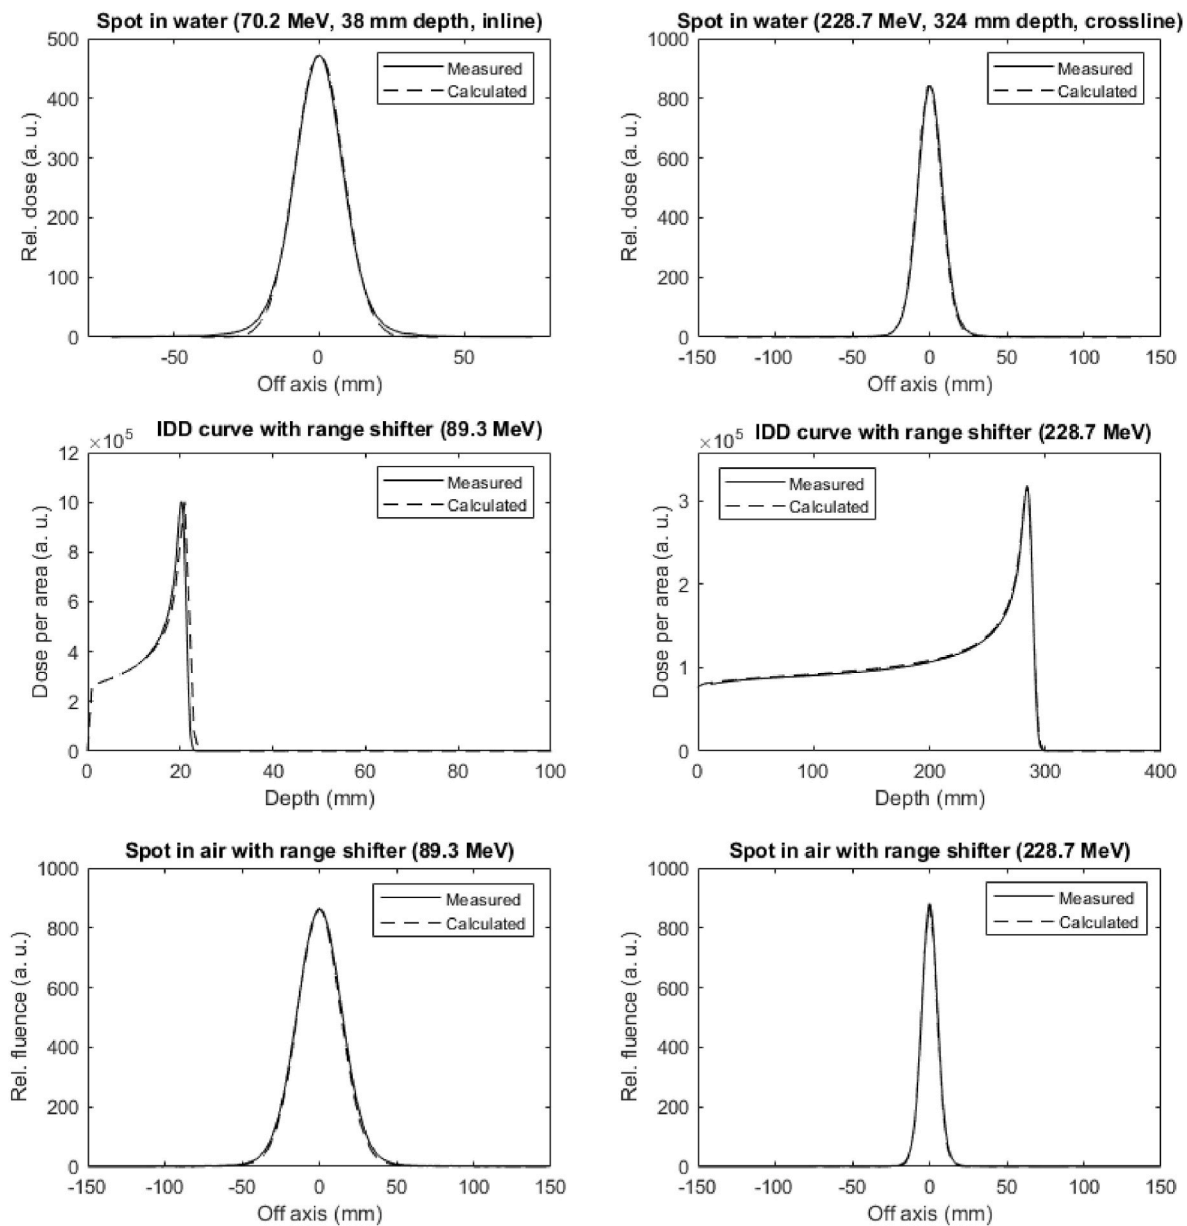 Spot in water (70.2 MeV, 38 mm depth, inline)
500
400
300
200
100
0
Rel. dose (a. u.)
Measured
Calculated
-50
0
50
Off axis (mm)
Spot in water (228.7 MeV, 324 mm depth, crossline)
1000
800
600
400
200
0
Rel. dose (a. u.)
Measured
Calculated
-150
-100
-50
0
50
100
150
Off axis (mm)
IDD curve with range shifter (89.3 MeV)
×10^5
12
10
8
6
4
2
0
Dose per area (a. u.)
Measured
Calculated
0
20
40
60
80
100
Depth (mm)
IDD curve with range shifter (228.7 MeV)
×10^5
3
2
1
0
Dose per area (a. u.)
Measured
Calculated
0
100
200
300
400
Depth (mm)
Spot in air with range shifter (89.3 MeV)
1000
800
600
400
200
0
Rel. fluence (a. u.)
Measured
Calculated
-150
-100
-50
0
50
100
150
Off axis (mm)
Spot in air with range shifter (228.7 MeV)
1000
800
600
400
200
0
Rel. fluence (a. u.)
Measured
Calculated
-150
-100
-50
0
50
100
150
Off axis (mm)